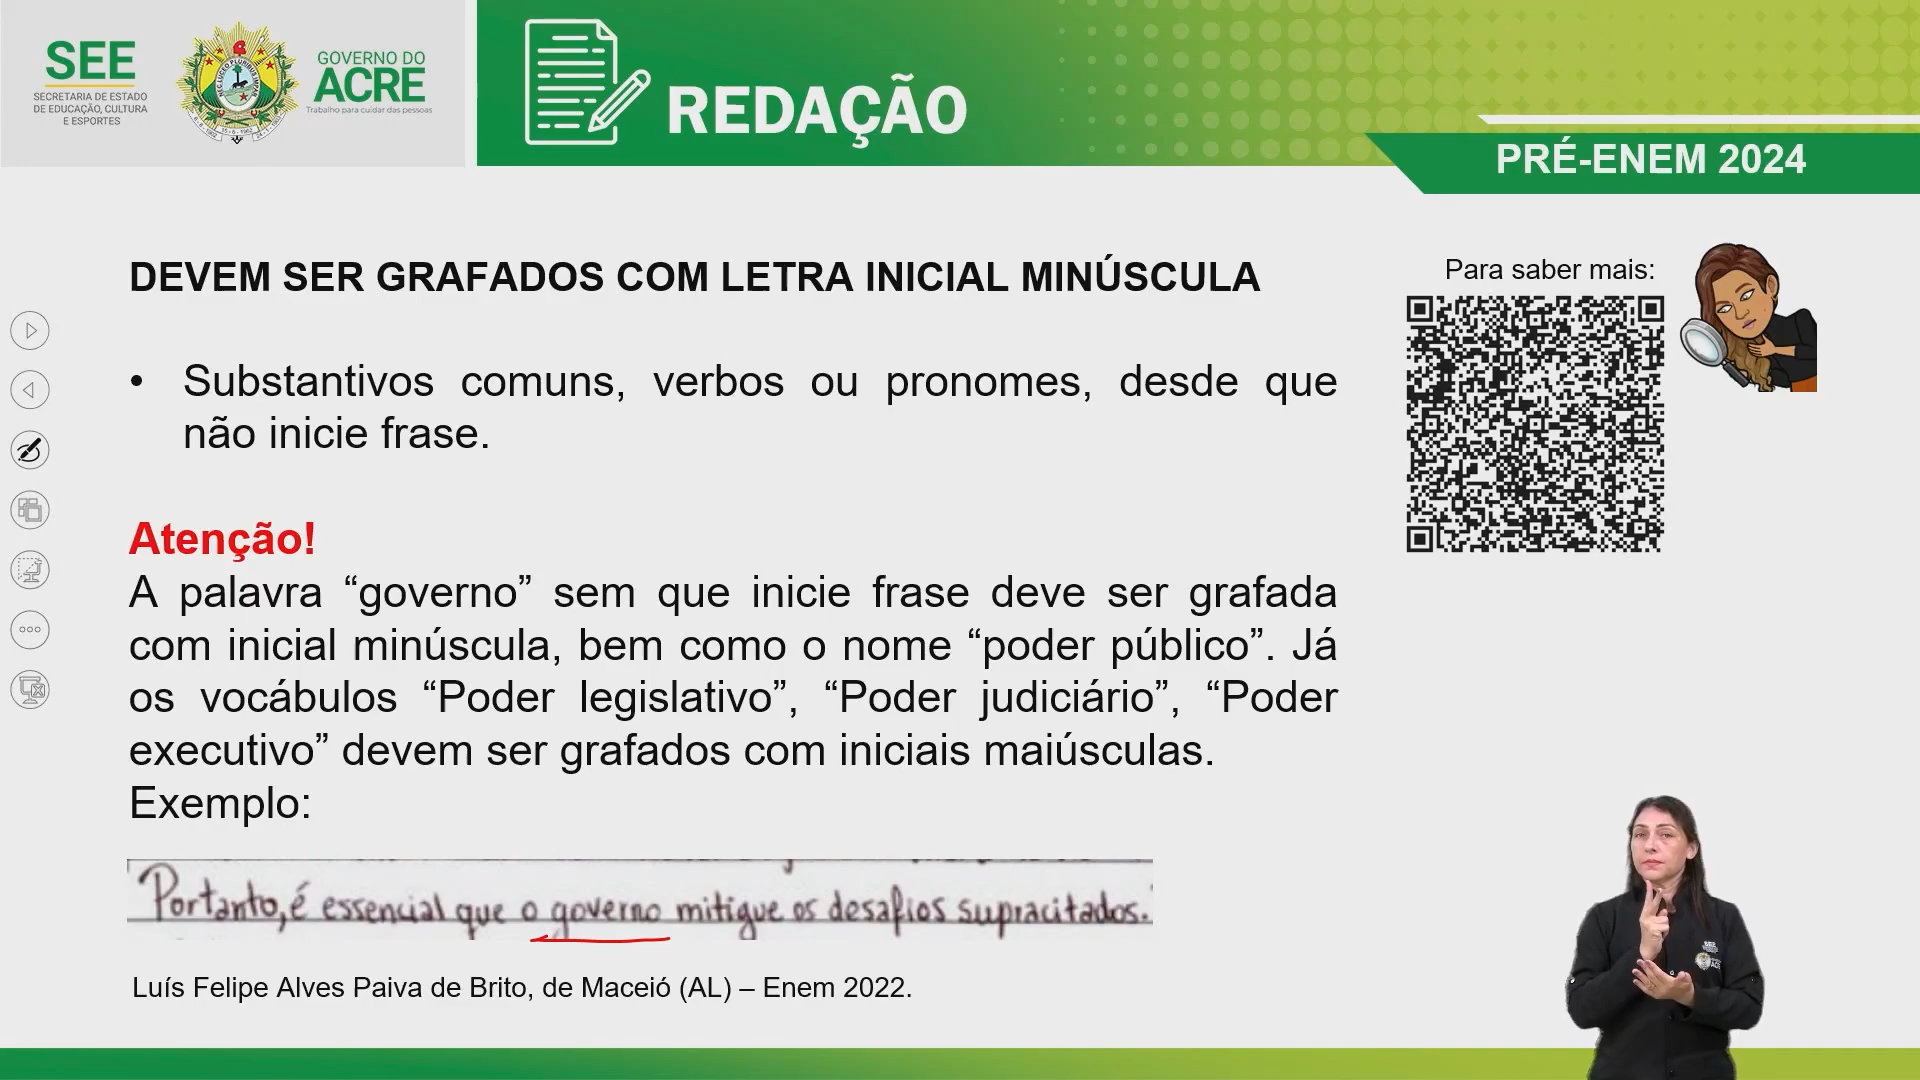 SEE
SECRETARIA DE ESTADO
DE EDUCAÇÃO, CULTURA
E ESPORTES
GOVERNO DO
ACRE
Trabalho para cuidar das pessoas
REDAÇÃO
PRÉ-ENEM 2024
DEVEM SER GRAFADOS COM LETRA INICIAL MINÚSCULA
Para saber mais:
• Substantivos comuns, verbos ou pronomes, desde que
não inicie frase.
Atenção!
A palavra “governo” sem que inicie frase deve ser grafada
com inicial minúscula, bem como o nome “poder público”. Já
os vocábulos “Poder legislativo”, “Poder judiciário”, “Poder
executivo” devem ser grafados com iniciais maiúsculas.
Exemplo:
Portanto, é essencial que o governo mitigue os desafios supracitados.
Luís Felipe Alves Paiva de Brito, de Maceió (AL) – Enem 2022.